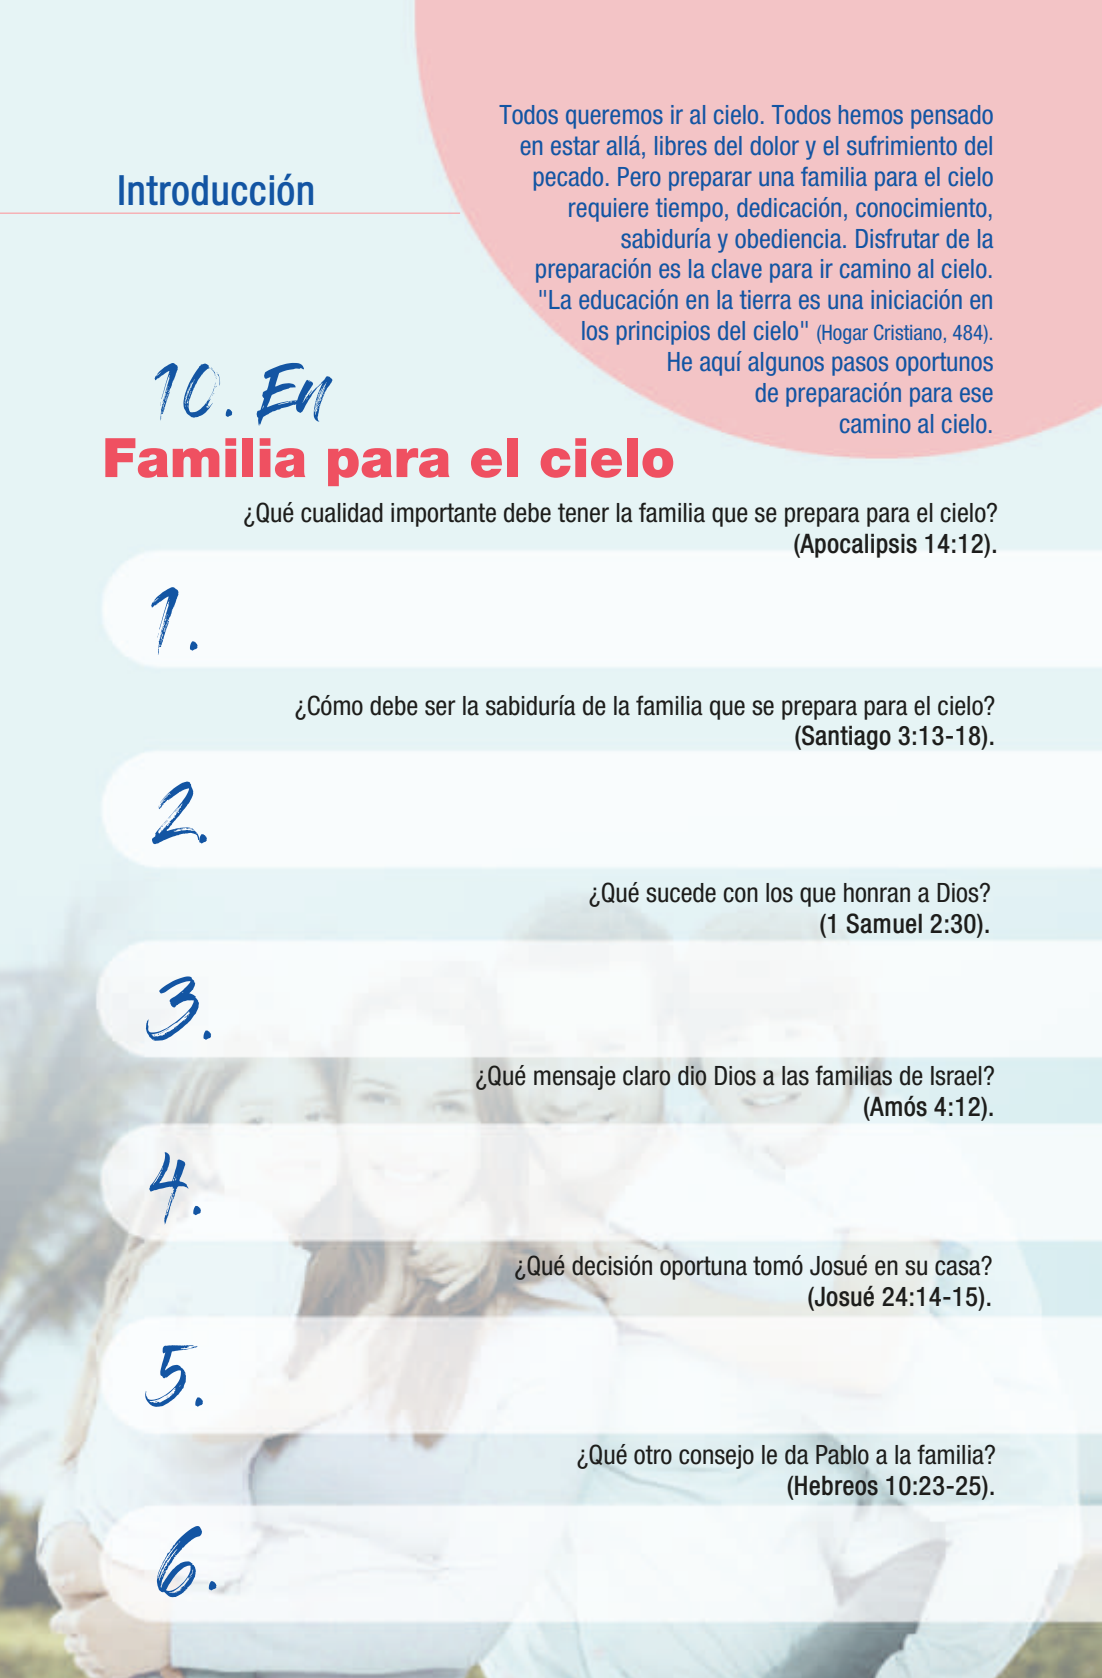 Introducción
Todos queremos ir al cielo. Todos hemos pensado
en estar allá, libres del dolor y el sufrimiento del
pecado. Pero preparar una familia para el cielo
requiere tiempo, dedicación, conocimiento,
sabiduría y obediencia. Disfrutar de la
preparación es la clave para ir camino al cielo.
"La educación en la tierra es una iniciación en
los principios del cielo" (Hogar Cristiano, 484).
He aquí algunos pasos oportunos
de preparación para ese
camino al cielo.
10. En
Familia para el cielo
¿Qué cualidad importante debe tener la familia que se prepara para el cielo?
(Apocalipsis 14:12).
1.
¿Cómo debe ser la sabiduría de la familia que se prepara para el cielo?
(Santiago 3:13-18).
2.
¿Qué sucede con los que honran a Dios?
(1 Samuel 2:30).
3.
¿Qué mensaje claro dio Dios a las familias de Israel?
(Amós 4:12).
4.
¿Qué decisión oportuna tomó Josué en su casa?
(Josué 24:14-15).
5.
¿Qué otro consejo le da Pablo a la familia?
(Hebreos 10:23-25).
6.